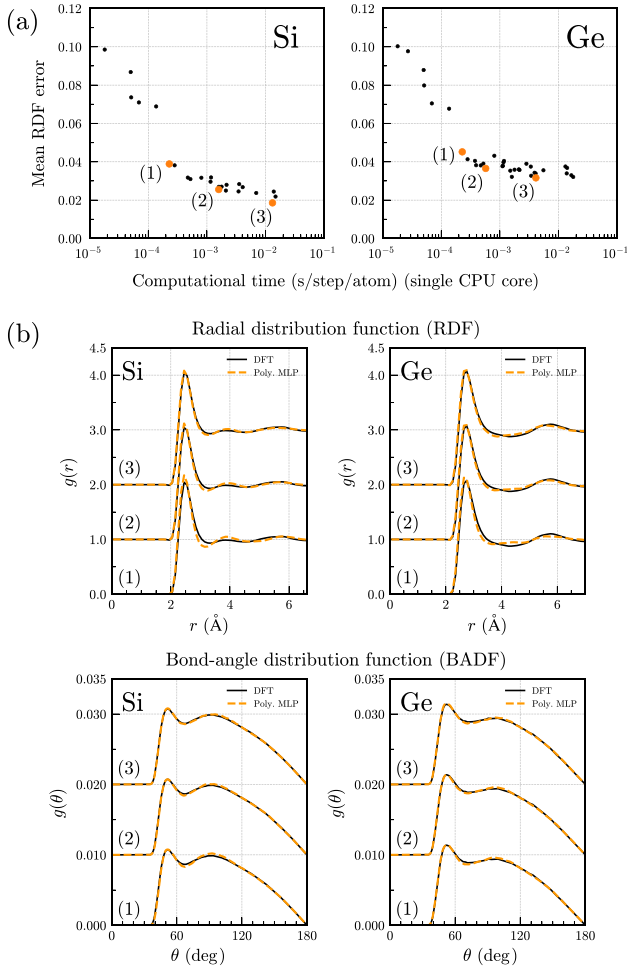 (a)
Si
Ge
Mean RDF error
0.12
0.10
0.08
0.06
0.04
0.02
0.00
(1)
(2)
(3)
10⁻⁵
10⁻⁴
10⁻³
10⁻²
10⁻¹
0.12
0.10
0.08
0.06
0.04
0.02
0.00
(1)
(2)
(3)
10⁻⁵
10⁻⁴
10⁻³
10⁻²
10⁻¹
Computational time (s/step/atom) (single CPU core)
(b)
Radial distribution function (RDF)
Si
DFT
Poly. MLP
g(r)
4.5
4.0
3.0
2.0
1.0
0.0
(3)
(2)
(1)
0
2
4
6
r (Å)
Ge
DFT
Poly. MLP
g(r)
4.5
4.0
3.0
2.0
1.0
0.0
(3)
(2)
(1)
0
2
4
6
r (Å)
Bond-angle distribution function (BADF)
Si
DFT
Poly. MLP
g(θ)
0.035
0.030
0.020
0.010
0.000
(3)
(2)
(1)
0
60
120
180
θ (deg)
Ge
DFT
Poly. MLP
g(θ)
0.035
0.030
0.020
0.010
0.000
(3)
(2)
(1)
0
60
120
180
θ (deg)